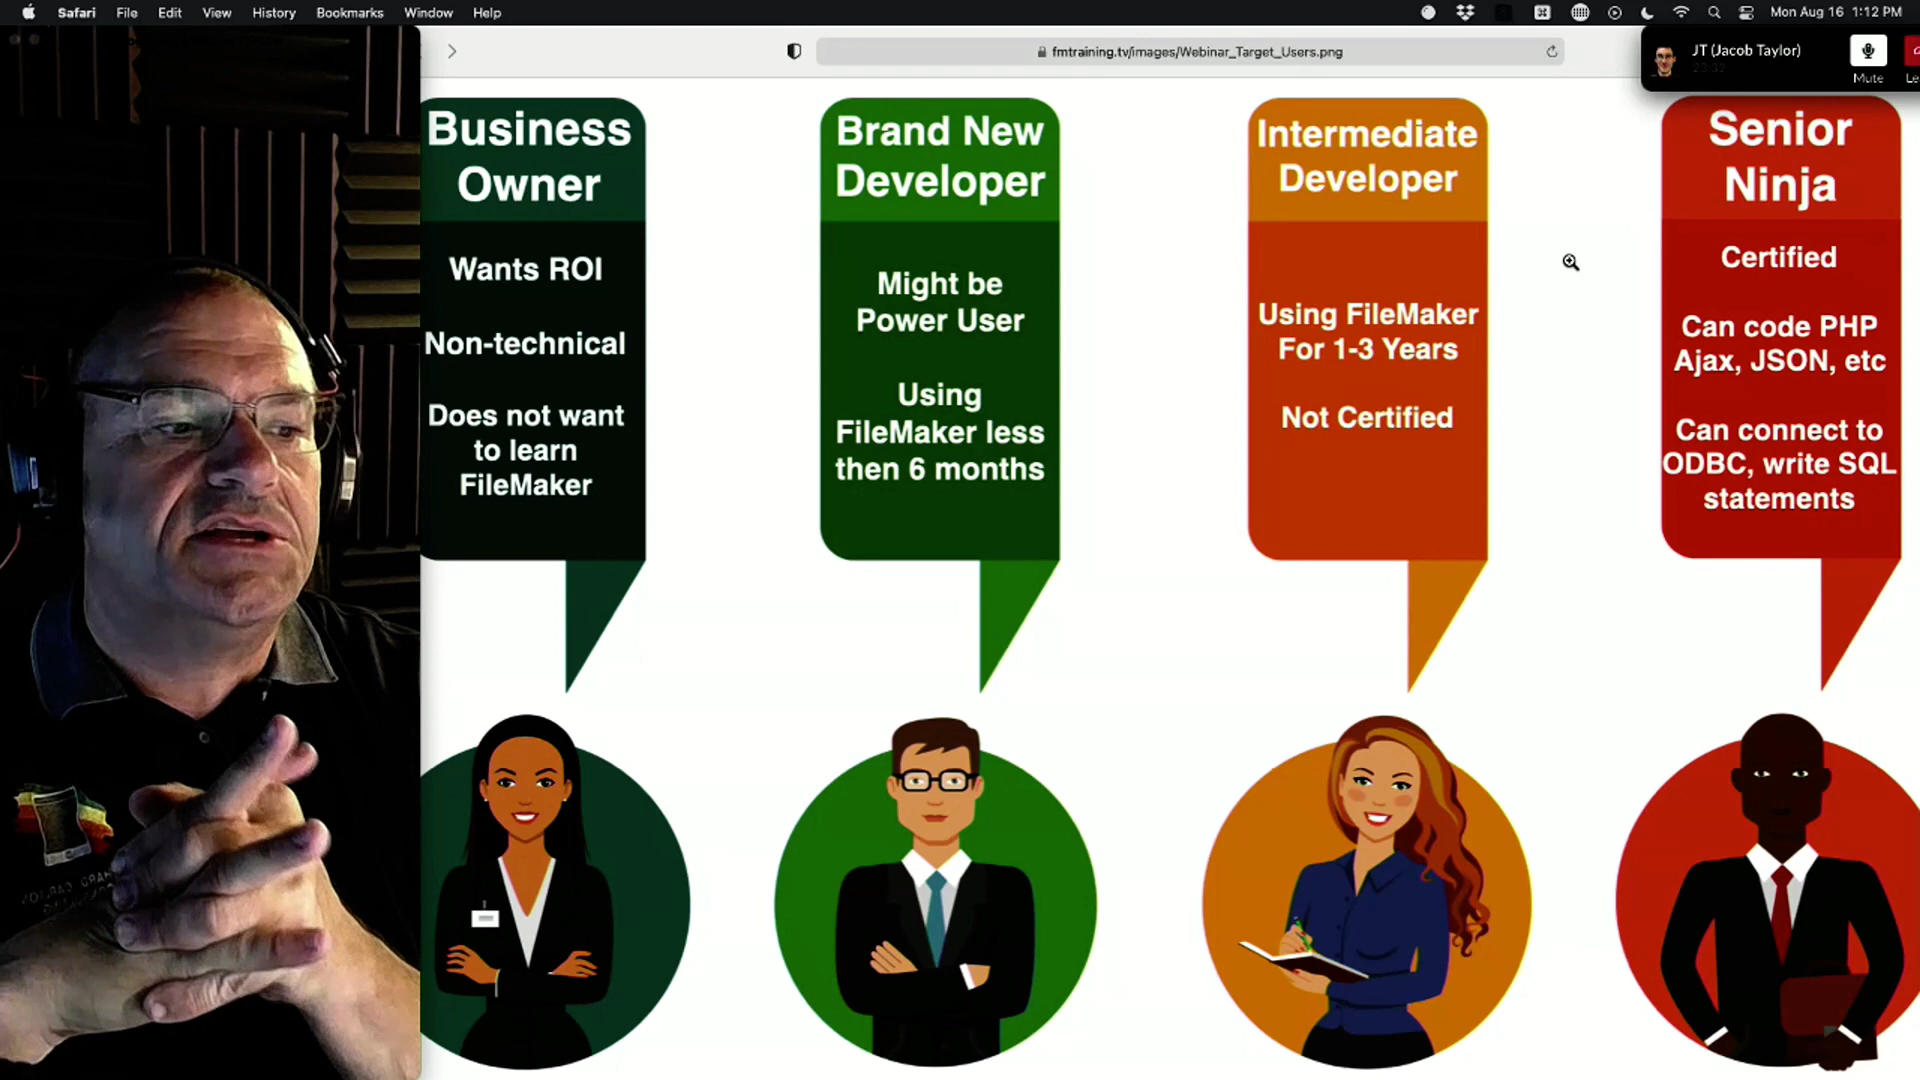 Safari File Edit View History Bookmarks Window Help
Mon Aug 16 1:12 PM
fmtraining.tv/images/Webinar_Target_Users.png
JT (Jacob Taylor)
Mute
Business
Owner
Wants ROI
Non-technical
Does not want
to learn
FileMaker
Brand New
Developer
Might be
Power User
Using
FileMaker less
then 6 months
Intermediate
Developer
Using FileMaker
For 1-3 Years
Not Certified
Senior
Ninja
Certified
Can code PHP
Ajax, JSON, etc
Can connect to
ODBC, write SQL
statements